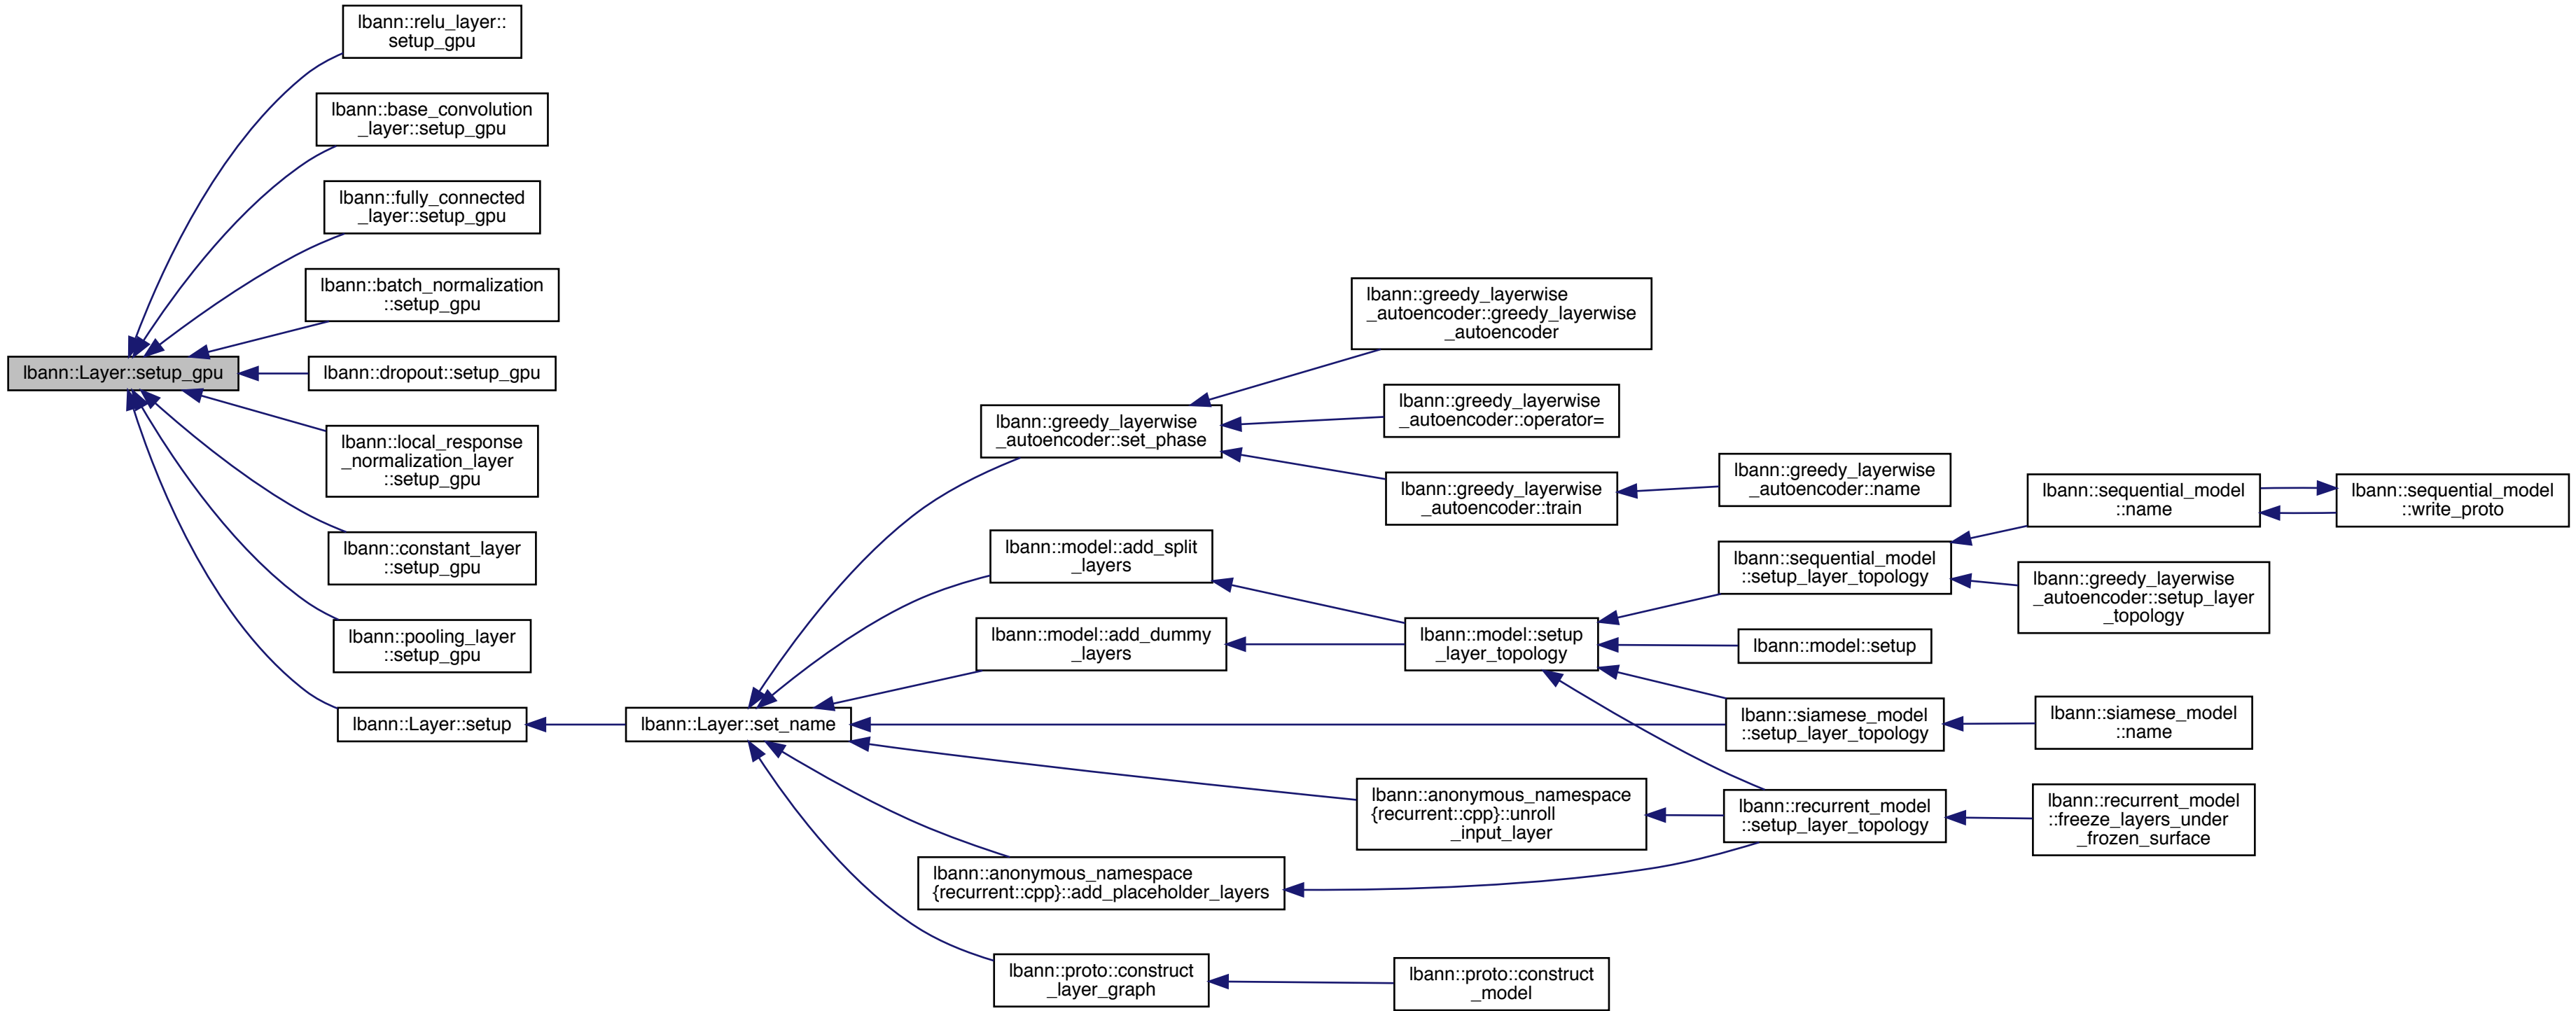 lbann::relu_layer::
setup_gpu
lbann::base_convolution
_layer::setup_gpu
lbann::fully_connected
_layer::setup_gpu
lbann::batch_normalization
::setup_gpu
lbann::Layer::setup_gpu
lbann::dropout::setup_gpu
lbann::local_response
_normalization_layer
::setup_gpu
lbann::constant_layer
::setup_gpu
lbann::pooling_layer
::setup_gpu
lbann::Layer::setup
lbann::Layer::set_name
lbann::greedy_layerwise
_autoencoder::set_phase
lbann::model::add_split
_layers
lbann::model::add_dummy
_layers
lbann::anonymous_namespace
{recurrent::cpp}::add_placeholder_layers
lbann::proto::construct
_layer_graph
lbann::greedy_layerwise
_autoencoder::greedy_layerwise
_autoencoder
lbann::greedy_layerwise
_autoencoder::operator=
lbann::greedy_layerwise
_autoencoder::train
lbann::model::setup
_layer_topology
lbann::anonymous_namespace
{recurrent::cpp}::unroll
_input_layer
lbann::proto::construct
_model
lbann::greedy_layerwise
_autoencoder::name
lbann::sequential_model
::setup_layer_topology
lbann::model::setup
lbann::siamese_model
::setup_layer_topology
lbann::recurrent_model
::setup_layer_topology
lbann::sequential_model
::name
lbann::greedy_layerwise
_autoencoder::setup_layer
_topology
lbann::siamese_model
::name
lbann::recurrent_model
::freeze_layers_under
_frozen_surface
lbann::sequential_model
::write_proto